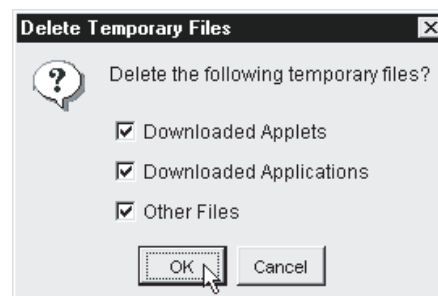 Delete Temporary Files
Delete the following temporary files?
Downloaded Applets
Downloaded Applications
Other Files
OK Cancel